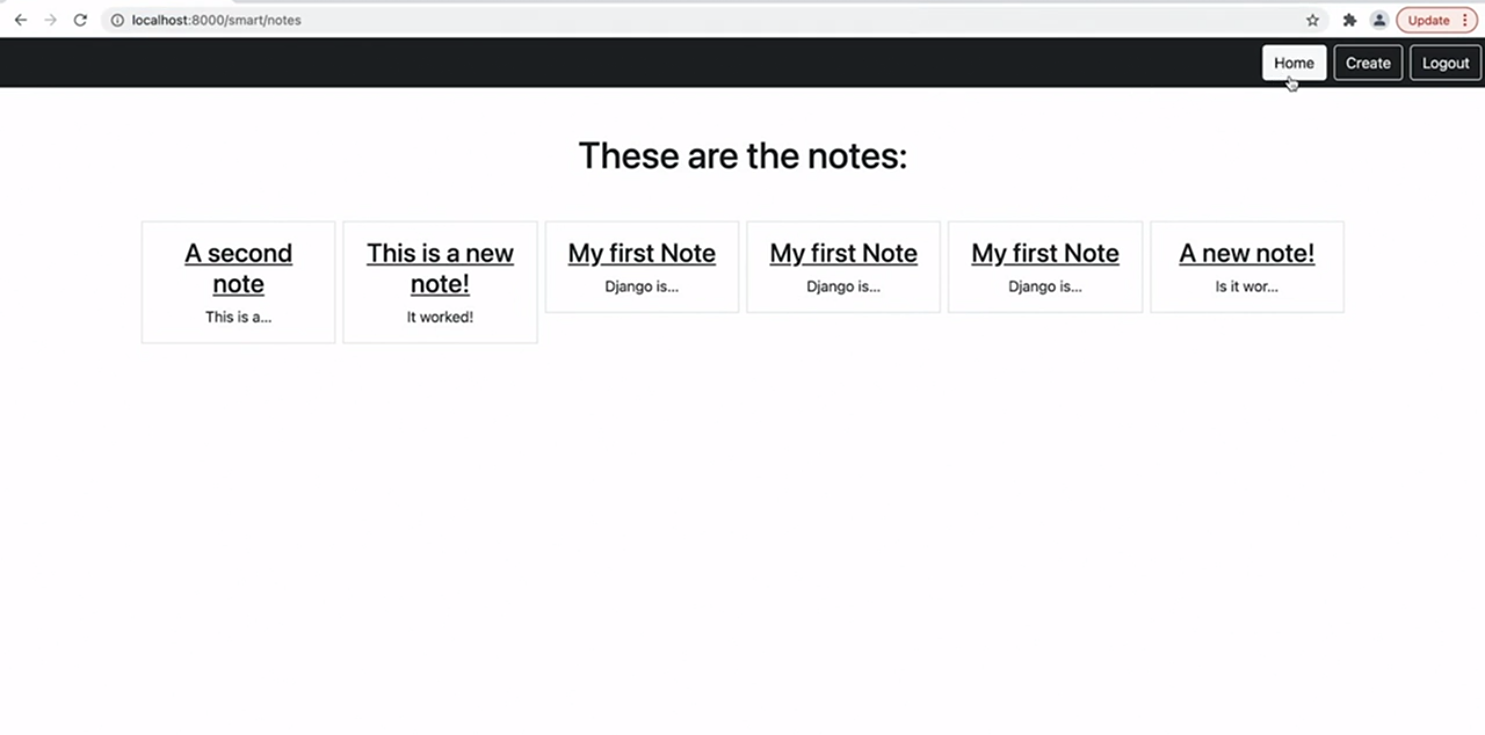 localhost:8000/smart/notes
Update
Home Create Logout
These are the notes:
A second
note
This is a...
This is a new
note!
It worked!
My first Note
Django is...
My first Note
Django is...
My first Note
Django is...
A new note!
Is it wor...